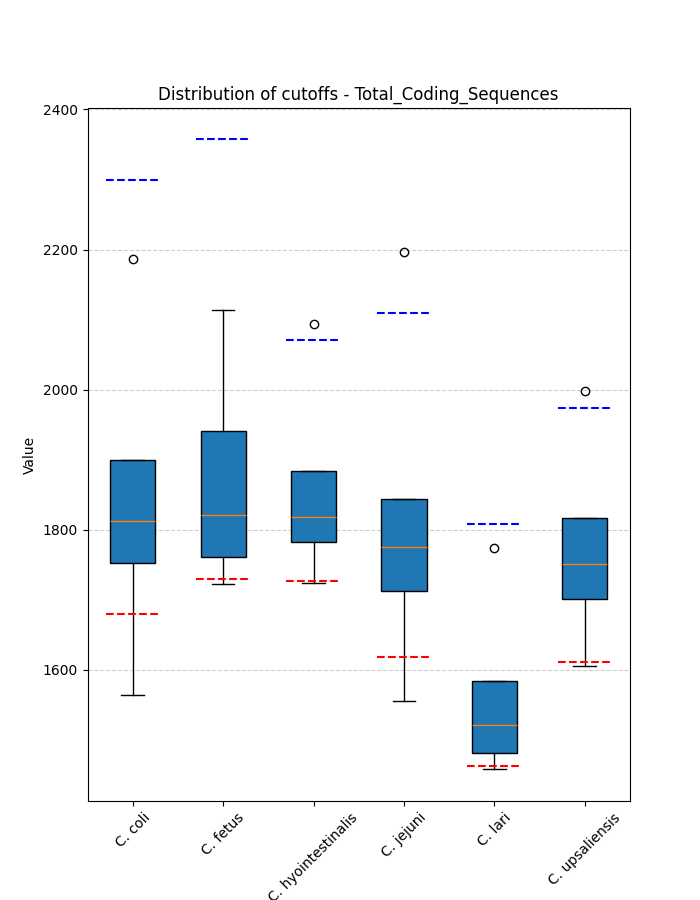 Distribution of cutoffs - Total_Coding_Sequences
2400
2200
2000
1800
1600
Value
C. coli
C. fetus
C. hyointestinalis
C. jejuni
C. lari
C. upsaliensis